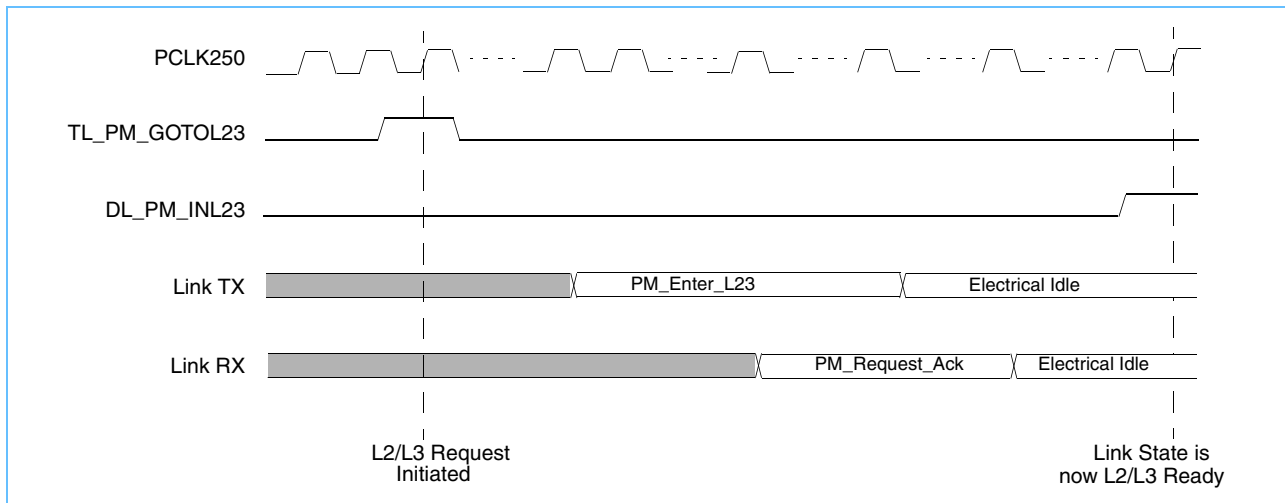 PCLK250
TL_PM_GOTOL23
DL_PM_INL23
Link TX
PM_Enter_L23
Electrical Idle
Link RX
PM_Request_Ack
Electrical Idle
L2/L3 Request
Initiated
Link State is
now L2/L3 Ready